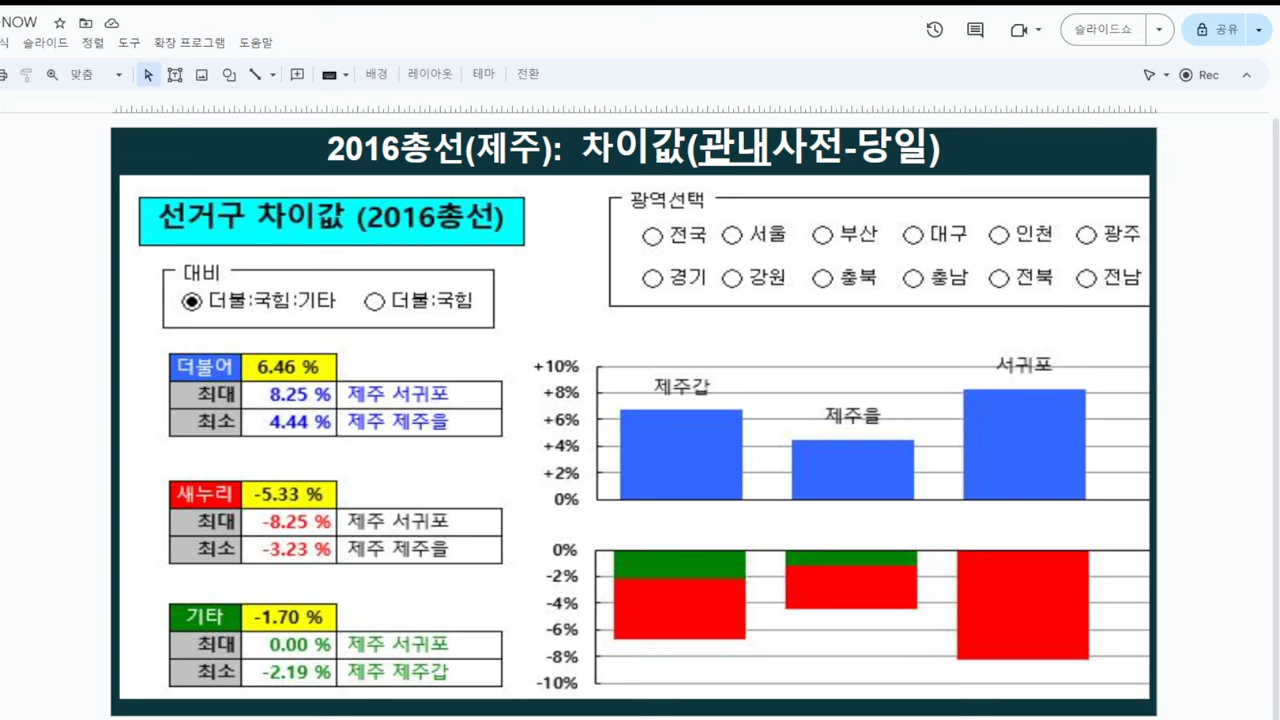 -NOW
식 슬라이드 정렬 도구 확장 프로그램 도움말
슬라이드쇼
공유
맞춤
배경 레이아웃 테마 전환
Rec
2016총선(제주): 차이값(관내사전-당일)
선거구 차이값 (2016총선)
대비
더불:국힘:기타 더불:국힘
광역선택
전국 서울 부산 대구 인천 광주
경기 강원 충북 충남 전북 전남
더불어 6.46 %
최대 8.25 % 제주 서귀포
최소 4.44 % 제주 제주을
새누리 -5.33 %
최대 -8.25 % 제주 서귀포
최소 -3.23 % 제주 제주을
기타 -1.70 %
최대 0.00 % 제주 서귀포
최소 -2.19 % 제주 제주갑
+10%
+8%
+6%
+4%
+2%
0%
제주갑 제주을 서귀포
0%
-2%
-4%
-6%
-8%
-10%